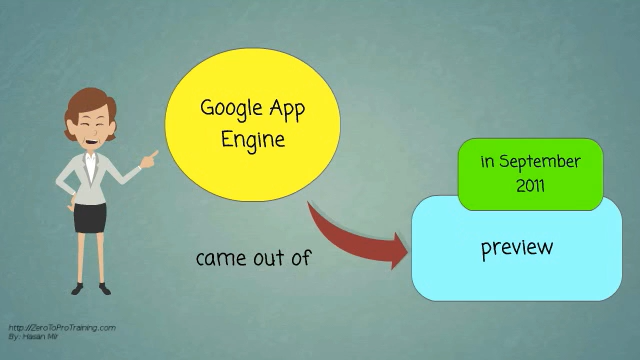 Google App
Engine
came out of
in September
2011
preview
http://ZeroToProTraining.com
By: Hasan Mir